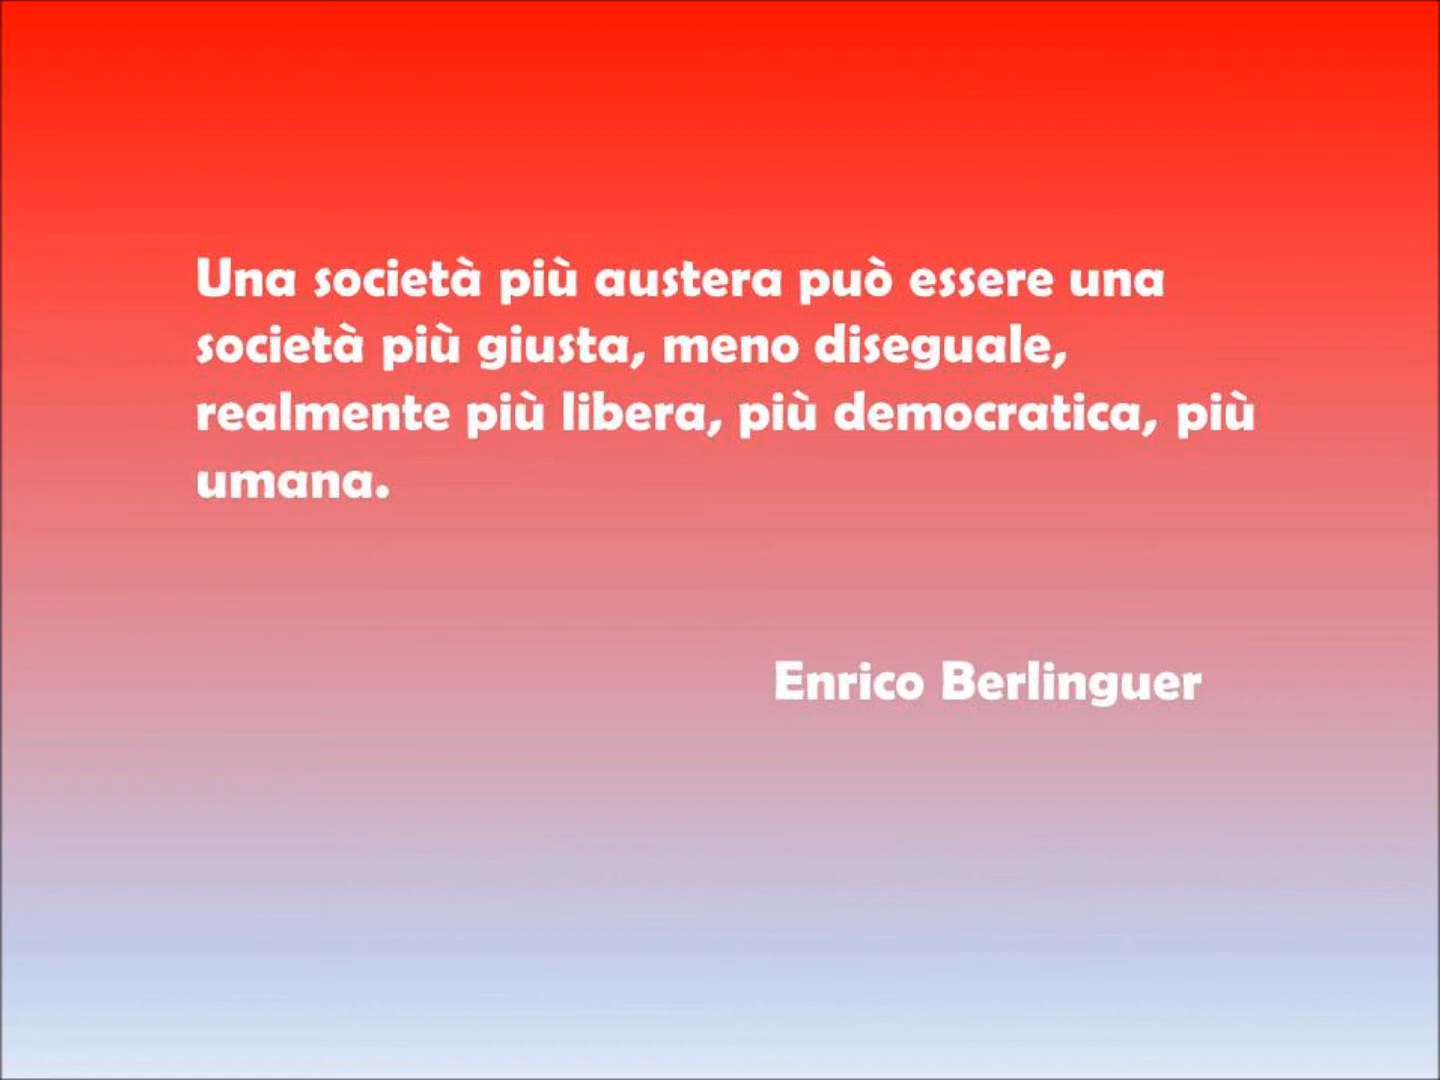 Una società più austera può essere una
società più giusta, meno diseguale,
realmente più libera, più democratica, più
umana.
Enrico Berlinguer